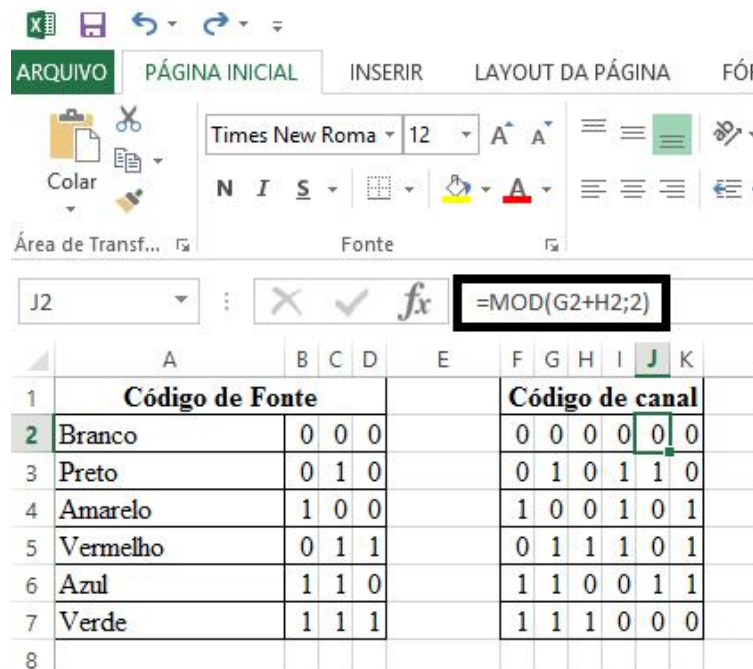 ARQUIVO PÁGINA INICIAL INSERIR LAYOUT DA PÁGINA
Colar
Times New Roma 12 A A
N I S A
Área de Transf... Fonte
J2 fx =MOD(G2+H2;2)
A B C D E F G H I J K
1 Código de Fonte Código de canal
2 Branco 0 0 0 0 0 0 0 0 0
3 Preto 0 1 0 0 1 0 1 1 0
4 Amarelo 1 0 0 1 0 0 1 0 1
5 Vermelho 0 1 1 0 1 1 1 0 1
6 Azul 1 1 0 1 1 0 0 1 1
7 Verde 1 1 1 1 1 1 0 0 0
8